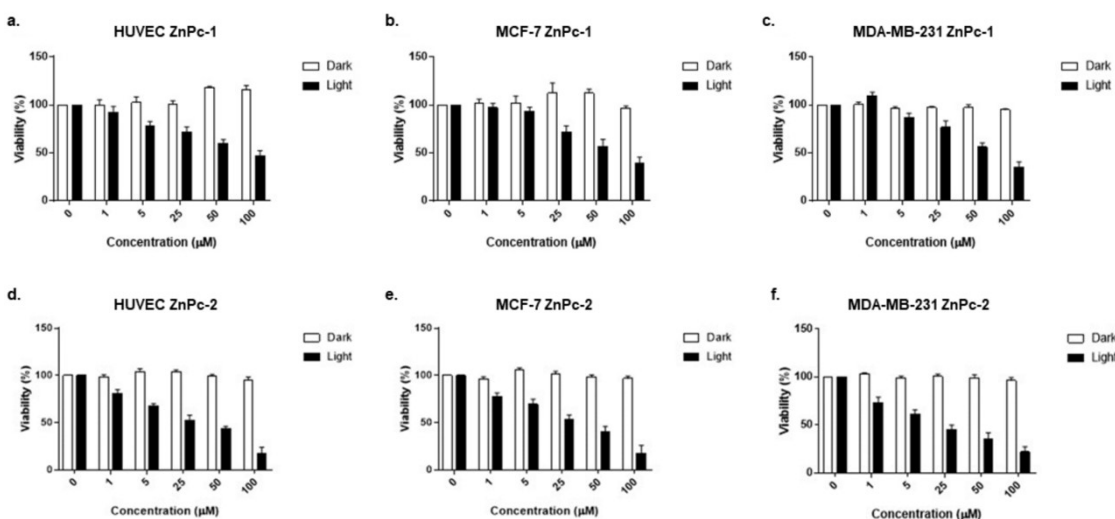 a.
HUVEC ZnPc-1
150
100
50
0
Viability (%)
0 1 5 25 50 100
Concentration (μM)
Dark
Light
b.
MCF-7 ZnPc-1
150
100
50
0
Viability (%)
0 1 5 25 50 100
Concentration (μM)
Dark
Light
c.
MDA-MB-231 ZnPc-1
150
100
50
0
Viability (%)
0 1 5 25 50 100
Concentration (μM)
Dark
Light
d.
HUVEC ZnPc-2
150
100
50
0
Viability (%)
0 1 5 25 50 100
Concentration (μM)
Dark
Light
e.
MCF-7 ZnPc-2
150
100
50
0
Viability (%)
0 1 5 25 50 100
Concentration (μM)
Dark
Light
f.
MDA-MB-231 ZnPc-2
150
100
50
0
Viability (%)
0 1 5 25 50 100
Concentration (μM)
Dark
Light